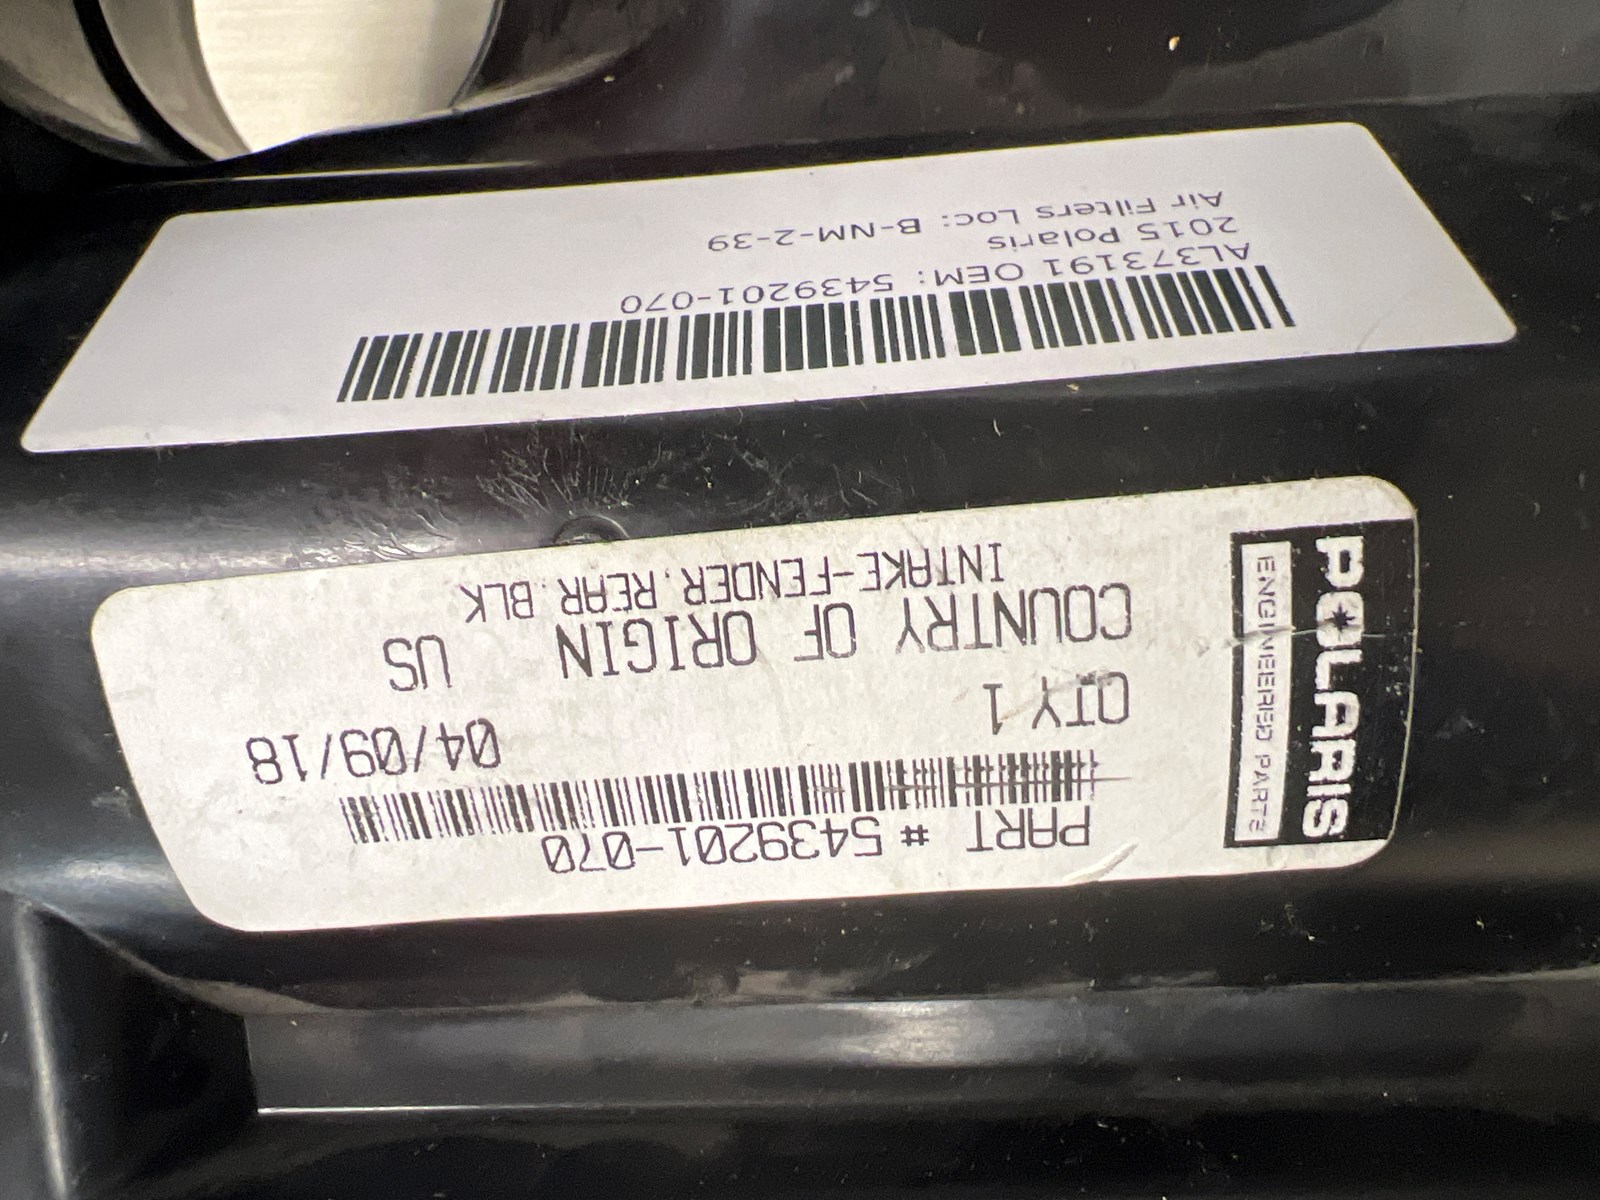 AL373191 OEM: 5439201-070
2015 Polaris
Air Filters Loc: B-NM-2-39
PART # 5439201-070
QTY 1 04/09/18
COUNTRY OF ORIGIN US
INTAKE-FENDER.REAR.BLK
POLARIS
ENGINEERED PARTS